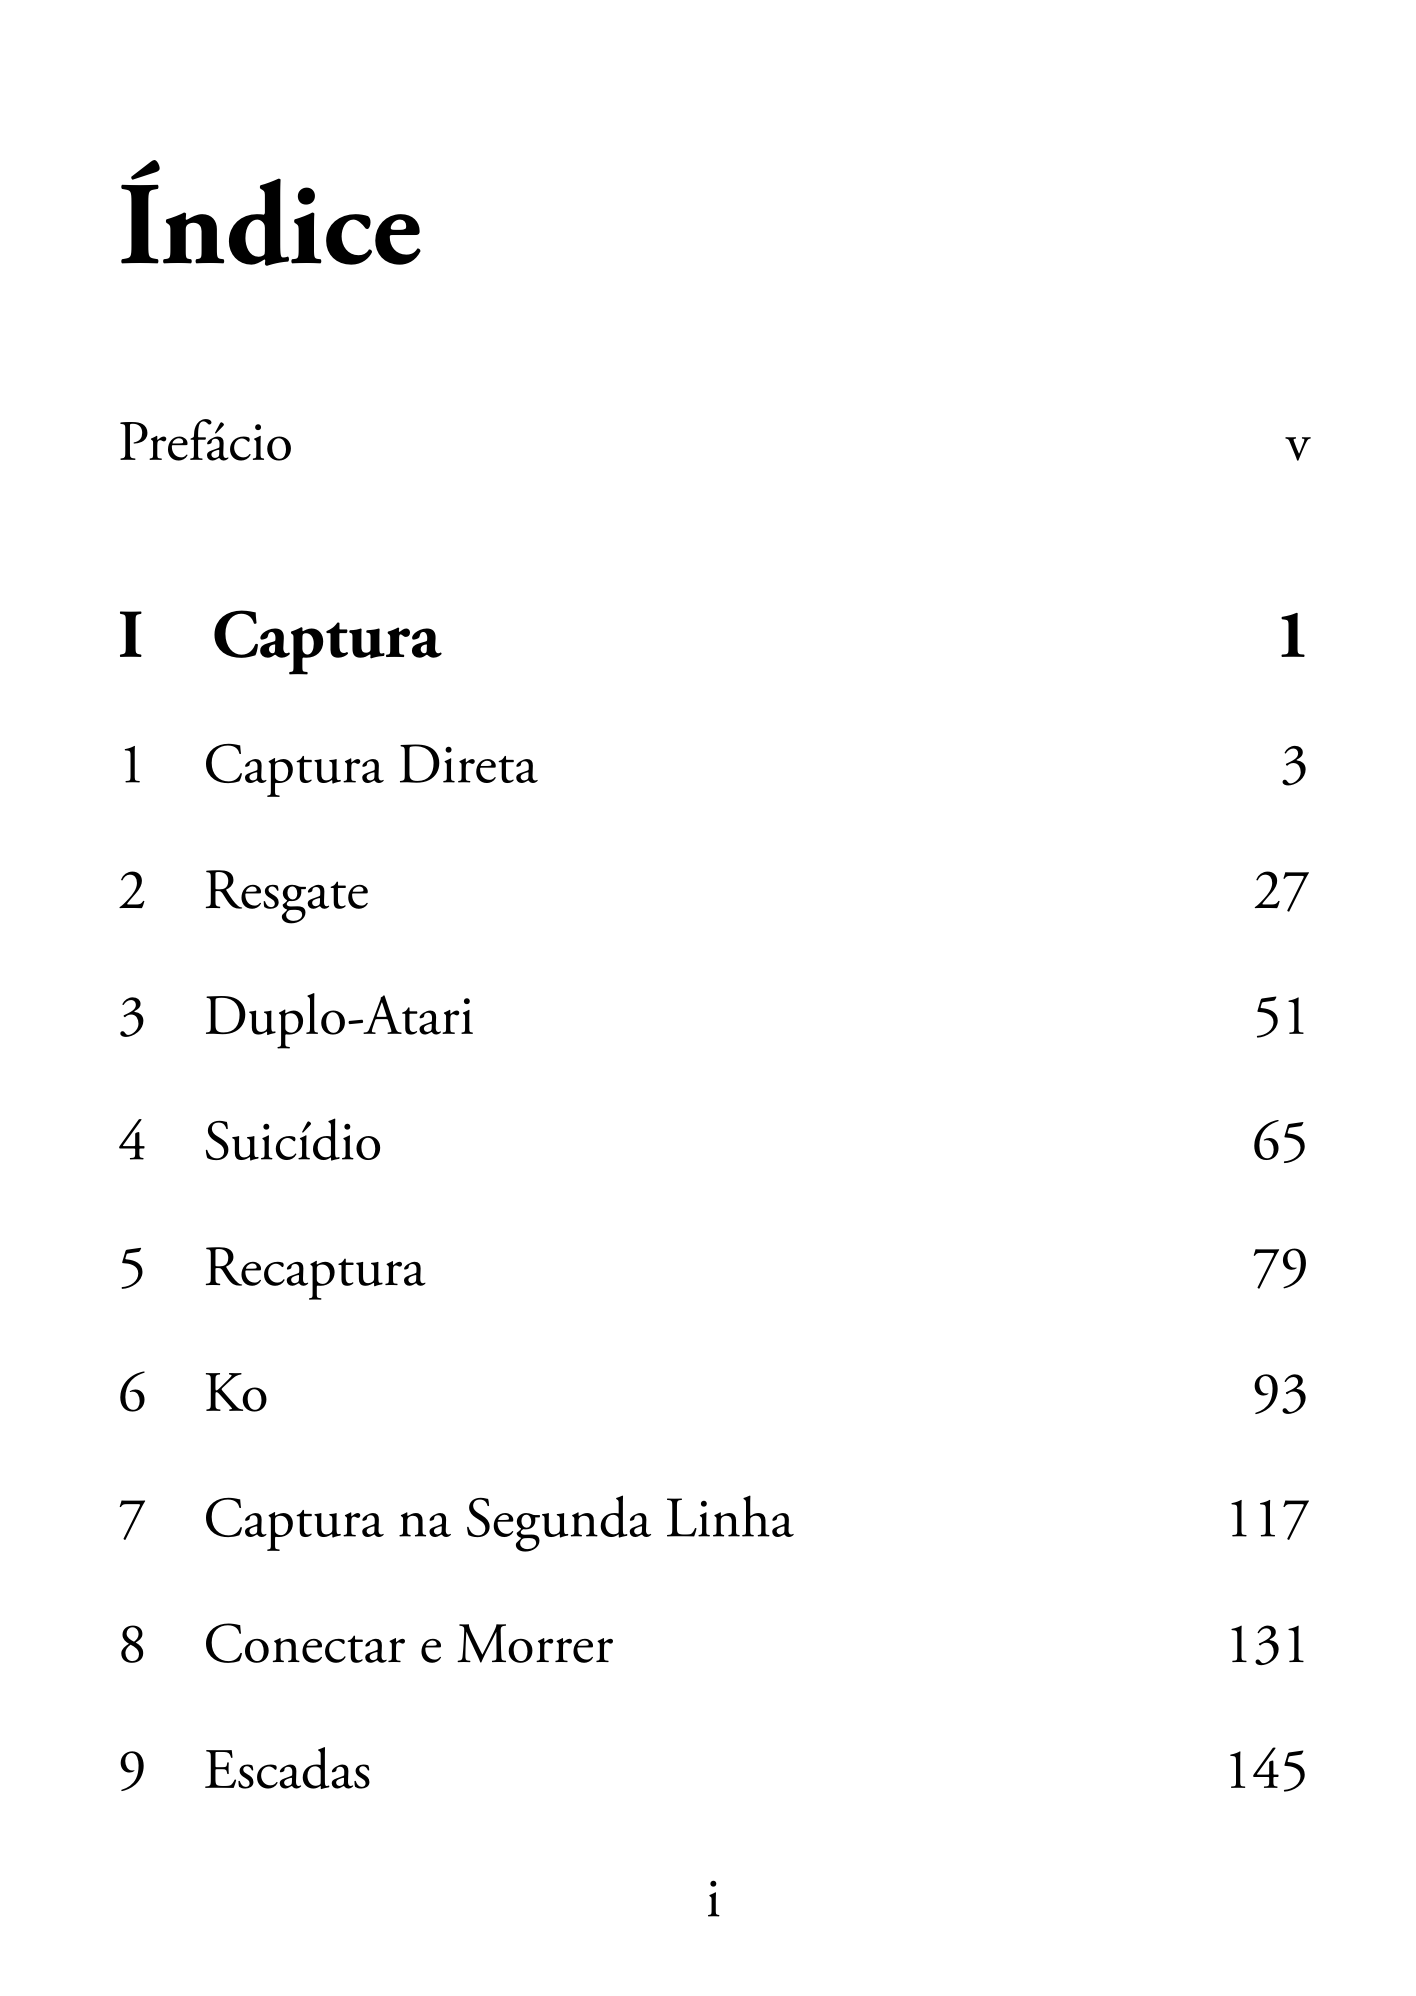 Índice
Prefácio v
I Captura 1
1 Captura Direta 3
2 Resgate 27
3 Duplo-Atari 51
4 Suicídio 65
5 Recaptura 79
6 Ko 93
7 Captura na Segunda Linha 117
8 Conectar e Morrer 131
9 Escadas 145
i